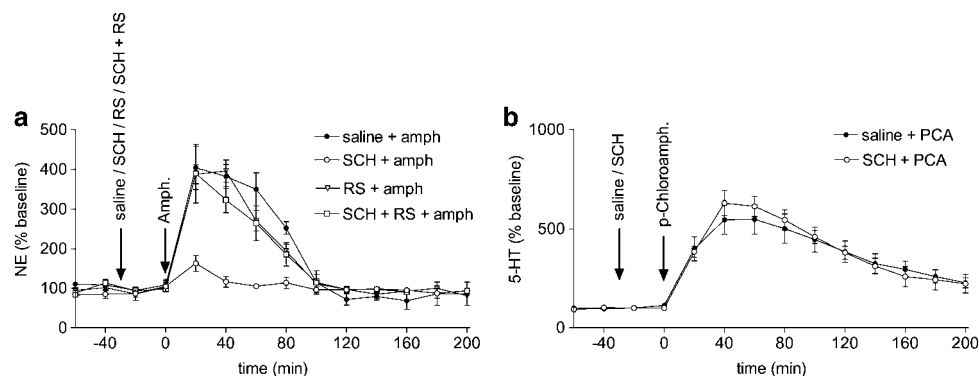 a
saline / SCH / RS / SCH + RS
Amph.
NE (% baseline)
500
400
300
200
100
0
-40 0 40 80 120 160 200
time (min)
saline + amph
SCH + amph
RS + amph
SCH + RS + amph
b
saline / SCH
p-Chloroamph.
5-HT (% baseline)
1000
500
0
-40 0 40 80 120 160 200
time (min)
saline + PCA
SCH + PCA